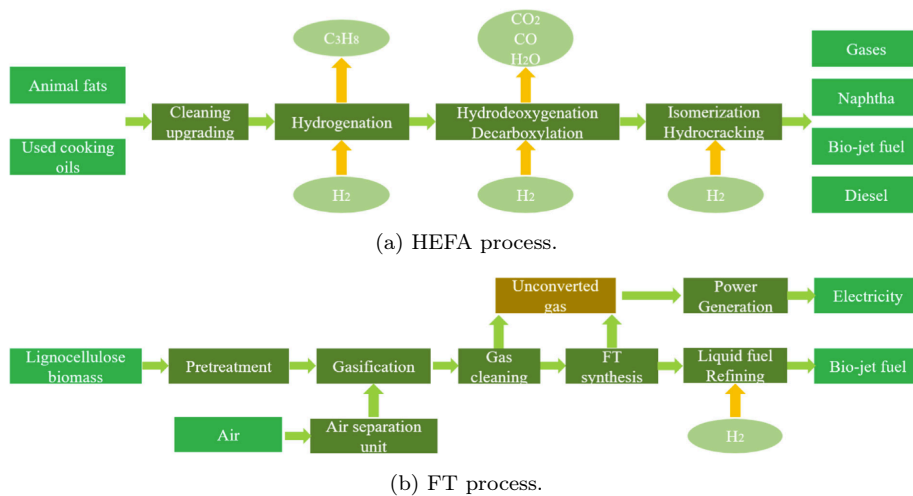 C3H8
CO2
CO
H2O
Gases
Animal fats
Naphtha
Cleaning
upgrading
Hydrogenation
Hydrodeoxygenation
Decarboxylation
Isomerization
Hydrocracking
Used cooking
oils
Bio-jet fuel
H2
H2
H2
Diesel
(a) HEFA process.
Unconverted
gas
Power
Generation
Electricity
Lignocellulose
biomass
Pretreatment
Gasification
Gas
cleaning
FT
synthesis
Liquid fuel
Refining
Bio-jet fuel
Air
Air separation
unit
H2
(b) FT process.